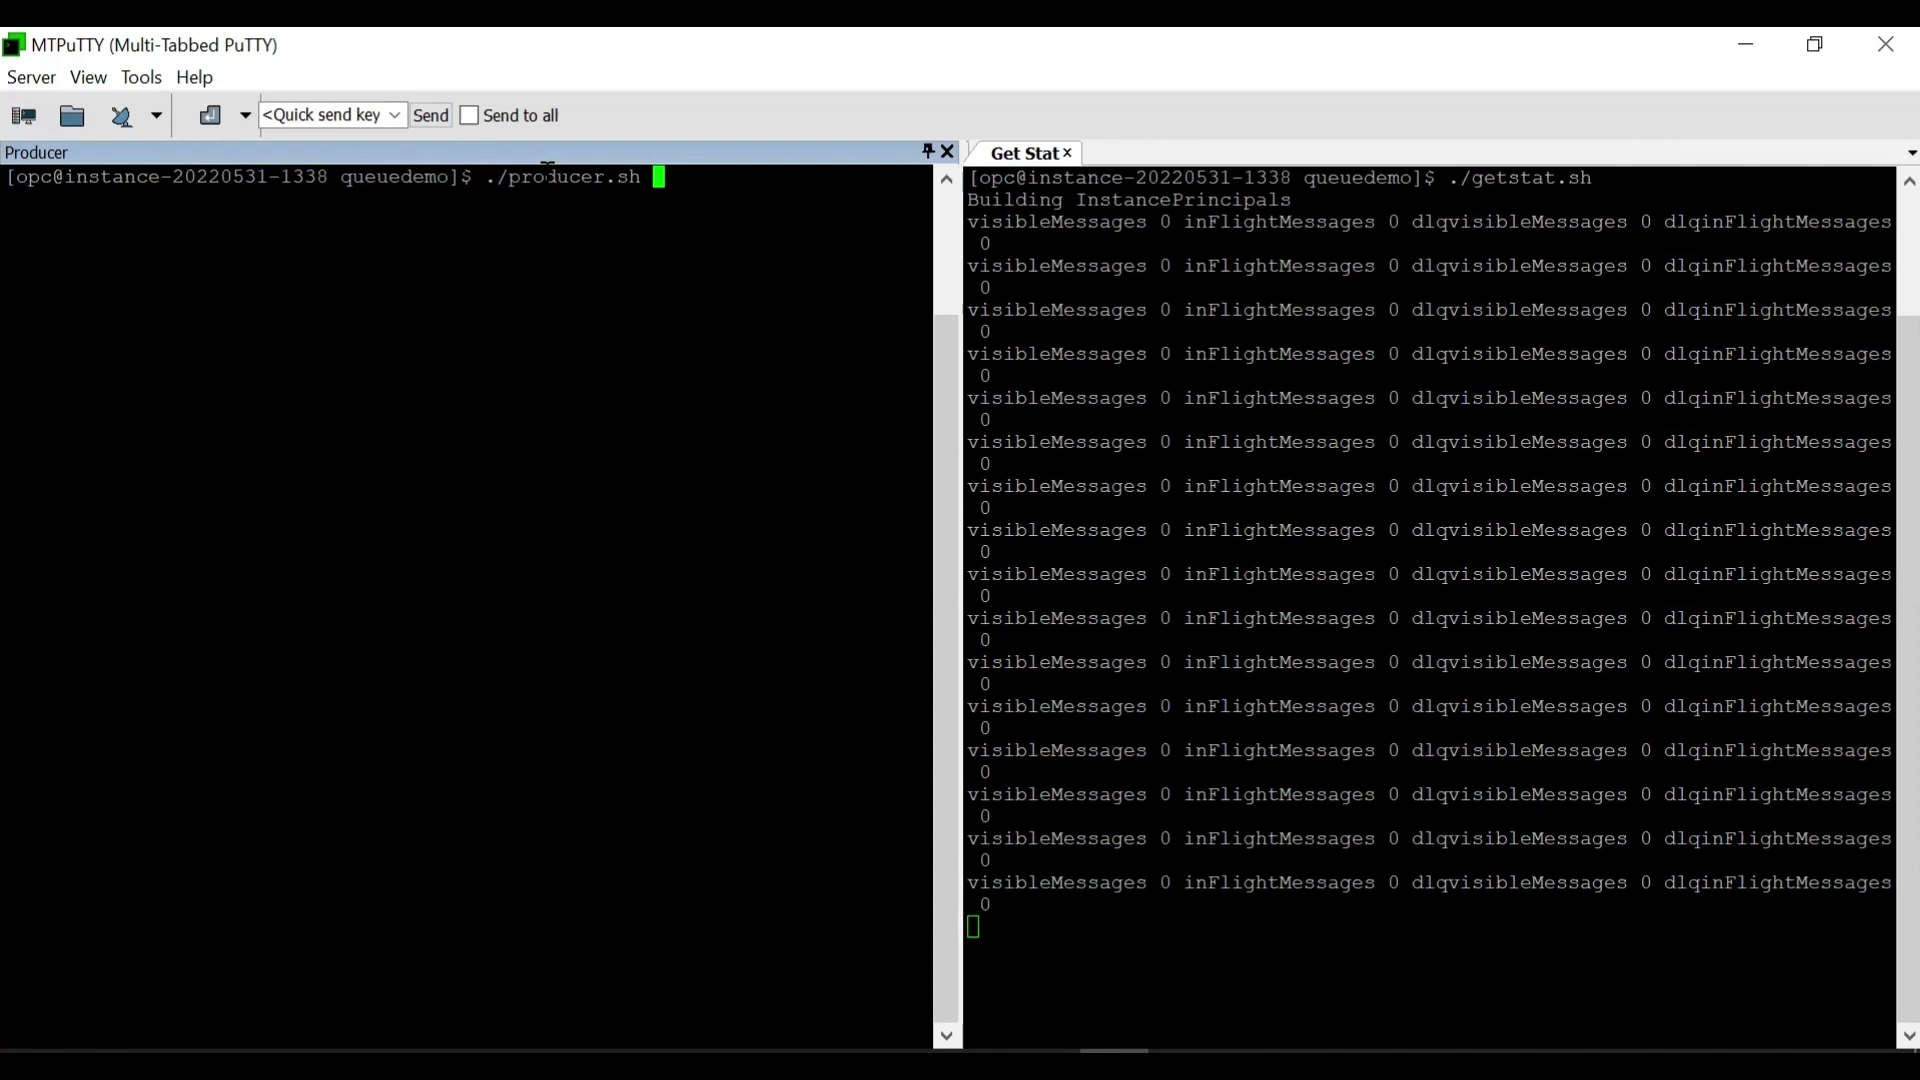 MTPuTTY (Multi-Tabbed PuTTY)
Server View Tools Help
<Quick send key Send Send to all
Producer
[opc@instance-20220531-1338 queuedemo]$ ./producer.sh
Get Stat
[opc@instance-20220531-1338 queuedemo]$ ./getstat.sh
Building InstancePrincipals
visibleMessages 0 inFlightMessages 0 dlqvisibleMessages 0 dlqinFlightMessages
0
visibleMessages 0 inFlightMessages 0 dlqvisibleMessages 0 dlqinFlightMessages
0
visibleMessages 0 inFlightMessages 0 dlqvisibleMessages 0 dlqinFlightMessages
0
visibleMessages 0 inFlightMessages 0 dlqvisibleMessages 0 dlqinFlightMessages
0
visibleMessages 0 inFlightMessages 0 dlqvisibleMessages 0 dlqinFlightMessages
0
visibleMessages 0 inFlightMessages 0 dlqvisibleMessages 0 dlqinFlightMessages
0
visibleMessages 0 inFlightMessages 0 dlqvisibleMessages 0 dlqinFlightMessages
0
visibleMessages 0 inFlightMessages 0 dlqvisibleMessages 0 dlqinFlightMessages
0
visibleMessages 0 inFlightMessages 0 dlqvisibleMessages 0 dlqinFlightMessages
0
visibleMessages 0 inFlightMessages 0 dlqvisibleMessages 0 dlqinFlightMessages
0
visibleMessages 0 inFlightMessages 0 dlqvisibleMessages 0 dlqinFlightMessages
0
visibleMessages 0 inFlightMessages 0 dlqvisibleMessages 0 dlqinFlightMessages
0
visibleMessages 0 inFlightMessages 0 dlqvisibleMessages 0 dlqinFlightMessages
0
visibleMessages 0 inFlightMessages 0 dlqvisibleMessages 0 dlqinFlightMessages
0
visibleMessages 0 inFlightMessages 0 dlqvisibleMessages 0 dlqinFlightMessages
0
visibleMessages 0 inFlightMessages 0 dlqvisibleMessages 0 dlqinFlightMessages
0